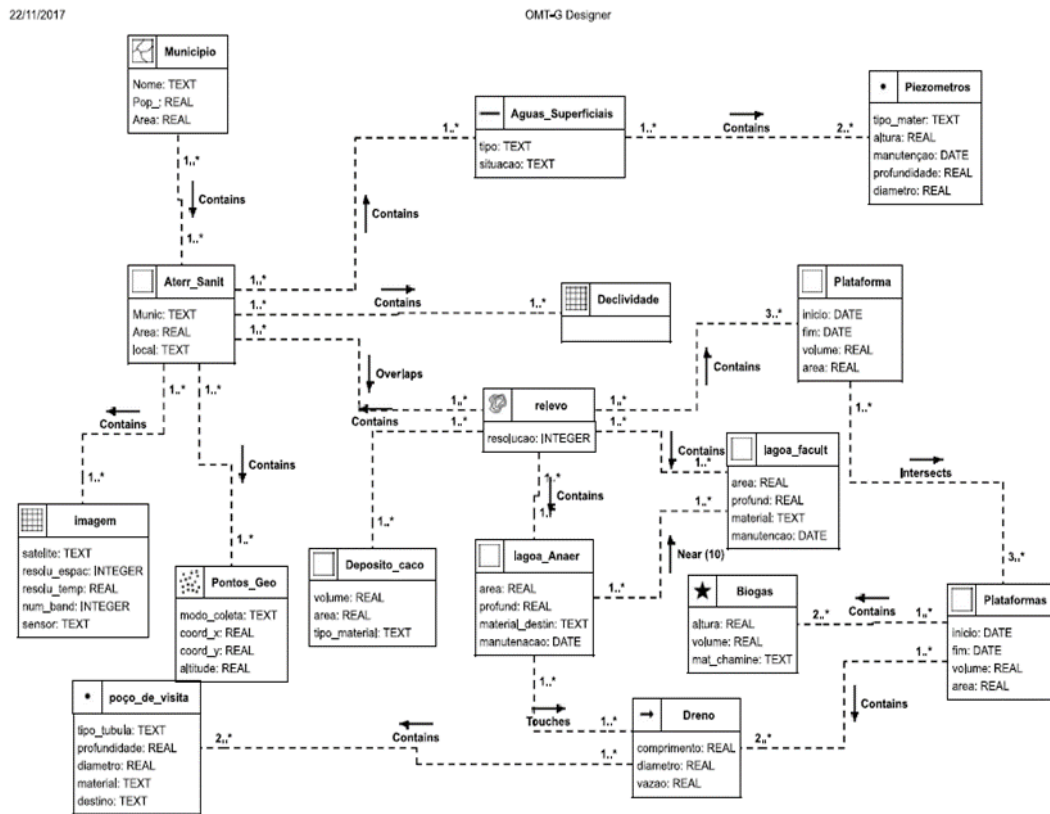 22/11/2017
OMT-G Designer
Municipio
Nome: TEXT
Pop_: REAL
Area: REAL
1..*
Contains
1..*
Aguas_Superficiais
tipo: TEXT
situacao: TEXT
1..*
1..*
Contains
2..*
Piezometros
tipo_mater: TEXT
altura: REAL
manutençao: DATE
profundidade: REAL
diametro: REAL
Contains
Aterr_Sanit
Munic: TEXT
Area: REAL
local: TEXT
1..*
1..*
1..*
Contains
1..*
Declividade
Plataforma
inicio: DATE
fim: DATE
volume: REAL
area: REAL
3..*
Contains
1..*
Overlaps
1..*
1..*
Contains
relevo
resolucao: INTEGER
1..*
1..*
Contains
1..*
lagoa_facult
area: REAL
profund: REAL
material: TEXT
manutencao: DATE
1..*
Intersects
3..*
1..*
Contains
1..*
1..*
Contains
1..*
imagem
satelite: TEXT
resolu_espac: INTEGER
resolu_temp: REAL
num_band: INTEGER
sensor: TEXT
Pontos_Geo
modo_coleta: TEXT
coord_x: REAL
coord_y: REAL
altitude: REAL
Deposito_caco
volume: REAL
area: REAL
tipo_material: TEXT
1..*
Contains
lagoa_Anaer
area: REAL
profund: REAL
material_destin: TEXT
manutenacao: DATE
1..*
Near (10)
Biogas
altura: REAL
volume: REAL
mat_chamine: TEXT
2..*
Contains
1..*
Plataformas
inicio: DATE
fim: DATE
volume: REAL
area: REAL
1..*
Contains
poço_de_visita
tipo_tubula: TEXT
profundidade: REAL
diametro: REAL
material: TEXT
destino: TEXT
2..*
Contains
1..*
1..*
Touches
1..*
Dreno
comprimento: REAL
diametro: REAL
vazao: REAL
2..*